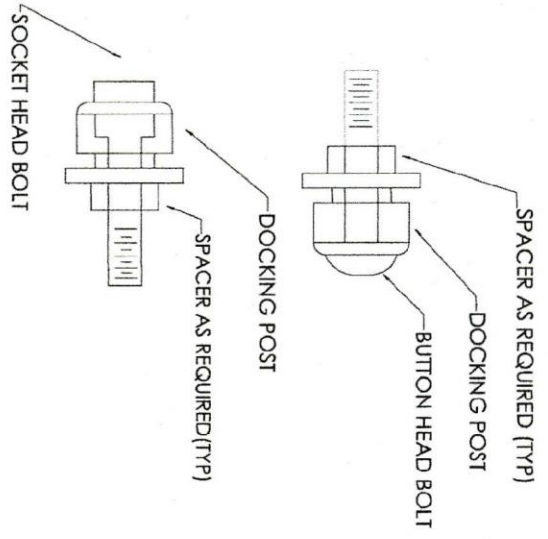 SPACER AS REQUIRED (TYP)
DOCKING POST
BUTTON HEAD BOLT
DOCKING POST
SPACER AS REQUIRED(TYP)
SOCKET HEAD BOLT